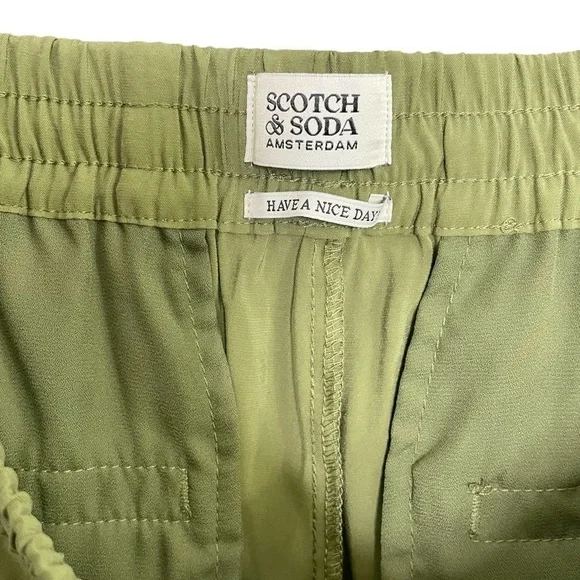 SCOTCH
& SODA
AMSTERDAM
HAVE A NICE DAY